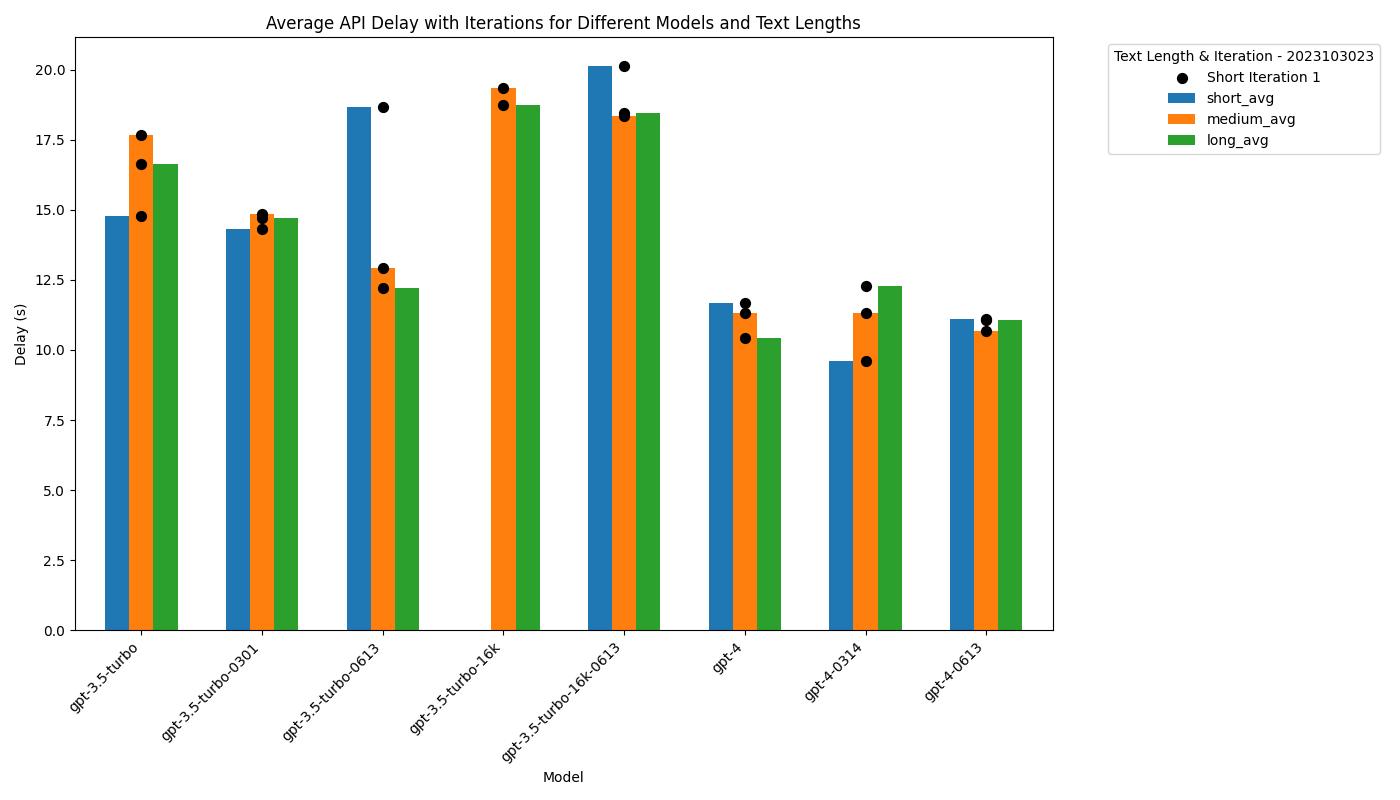 Average API Delay with Iterations for Different Models and Text Lengths
Text Length & Iteration - 2023103023
Short Iteration 1
short_avg
medium_avg
long_avg
Delay (s)
20.0
17.5
15.0
12.5
10.0
7.5
5.0
2.5
0.0
gpt-3.5-turbo
gpt-3.5-turbo-0301
gpt-3.5-turbo-0613
gpt-3.5-turbo-16k
gpt-3.5-turbo-16k-0613
gpt-4
gpt-4-0314
gpt-4-0613
Model